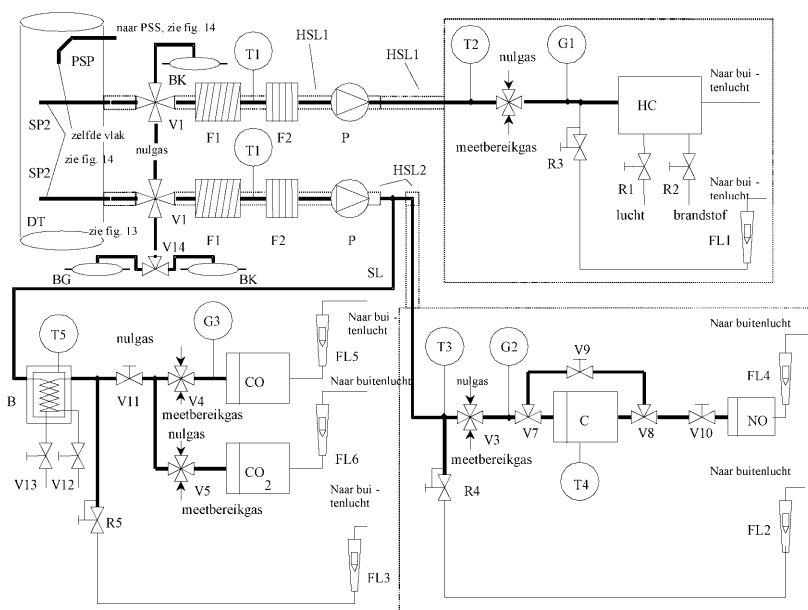 naar PSS, zie fig. 14
PSP
BK
T1
HSL1
HSL1
T2
nulgas
G1
Naar bui -
tenlucht
HC
SP2
zelfde vlak
V1
F1
F2
P
meetbereikgas
R3
zie fig. 14
nulgas
T1
HSL2
R1
R2
SP2
lucht
brandstof
Naar bui -
tenlucht
FL1
DT
zie fig. 13
V1
F1
F2
P
V14
BG
BK
SL
T5
nulgas
G3
Naar bui -
tenlucht
FL5
CO
B
V11
V4
meetbereikgas
Naar buitenlucht
nulgas
CO
2
FL6
V13
V12
V5
meetbereikgas
R5
Naar bui -
tenlucht
FL3
T3
nulgas
G2
V9
Naar buitenlucht
FL4
C
NO
V3
V7
V8
V10
meetbereikgas
T4
R4
Naar buitenlucht
FL2